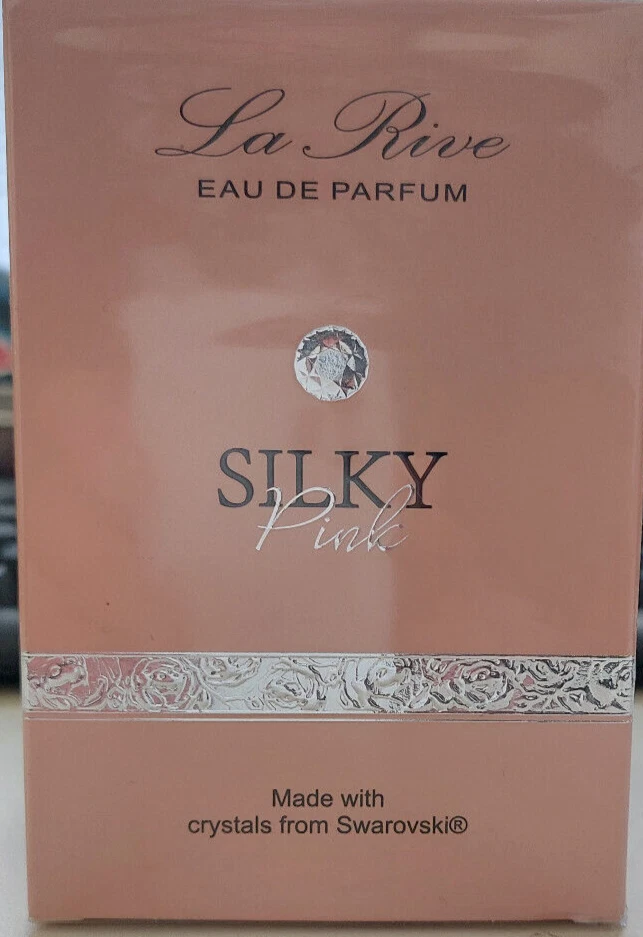 La Rive
EAU DE PARFUM
SILKY
Pink
Made with
crystals from Swarovski®